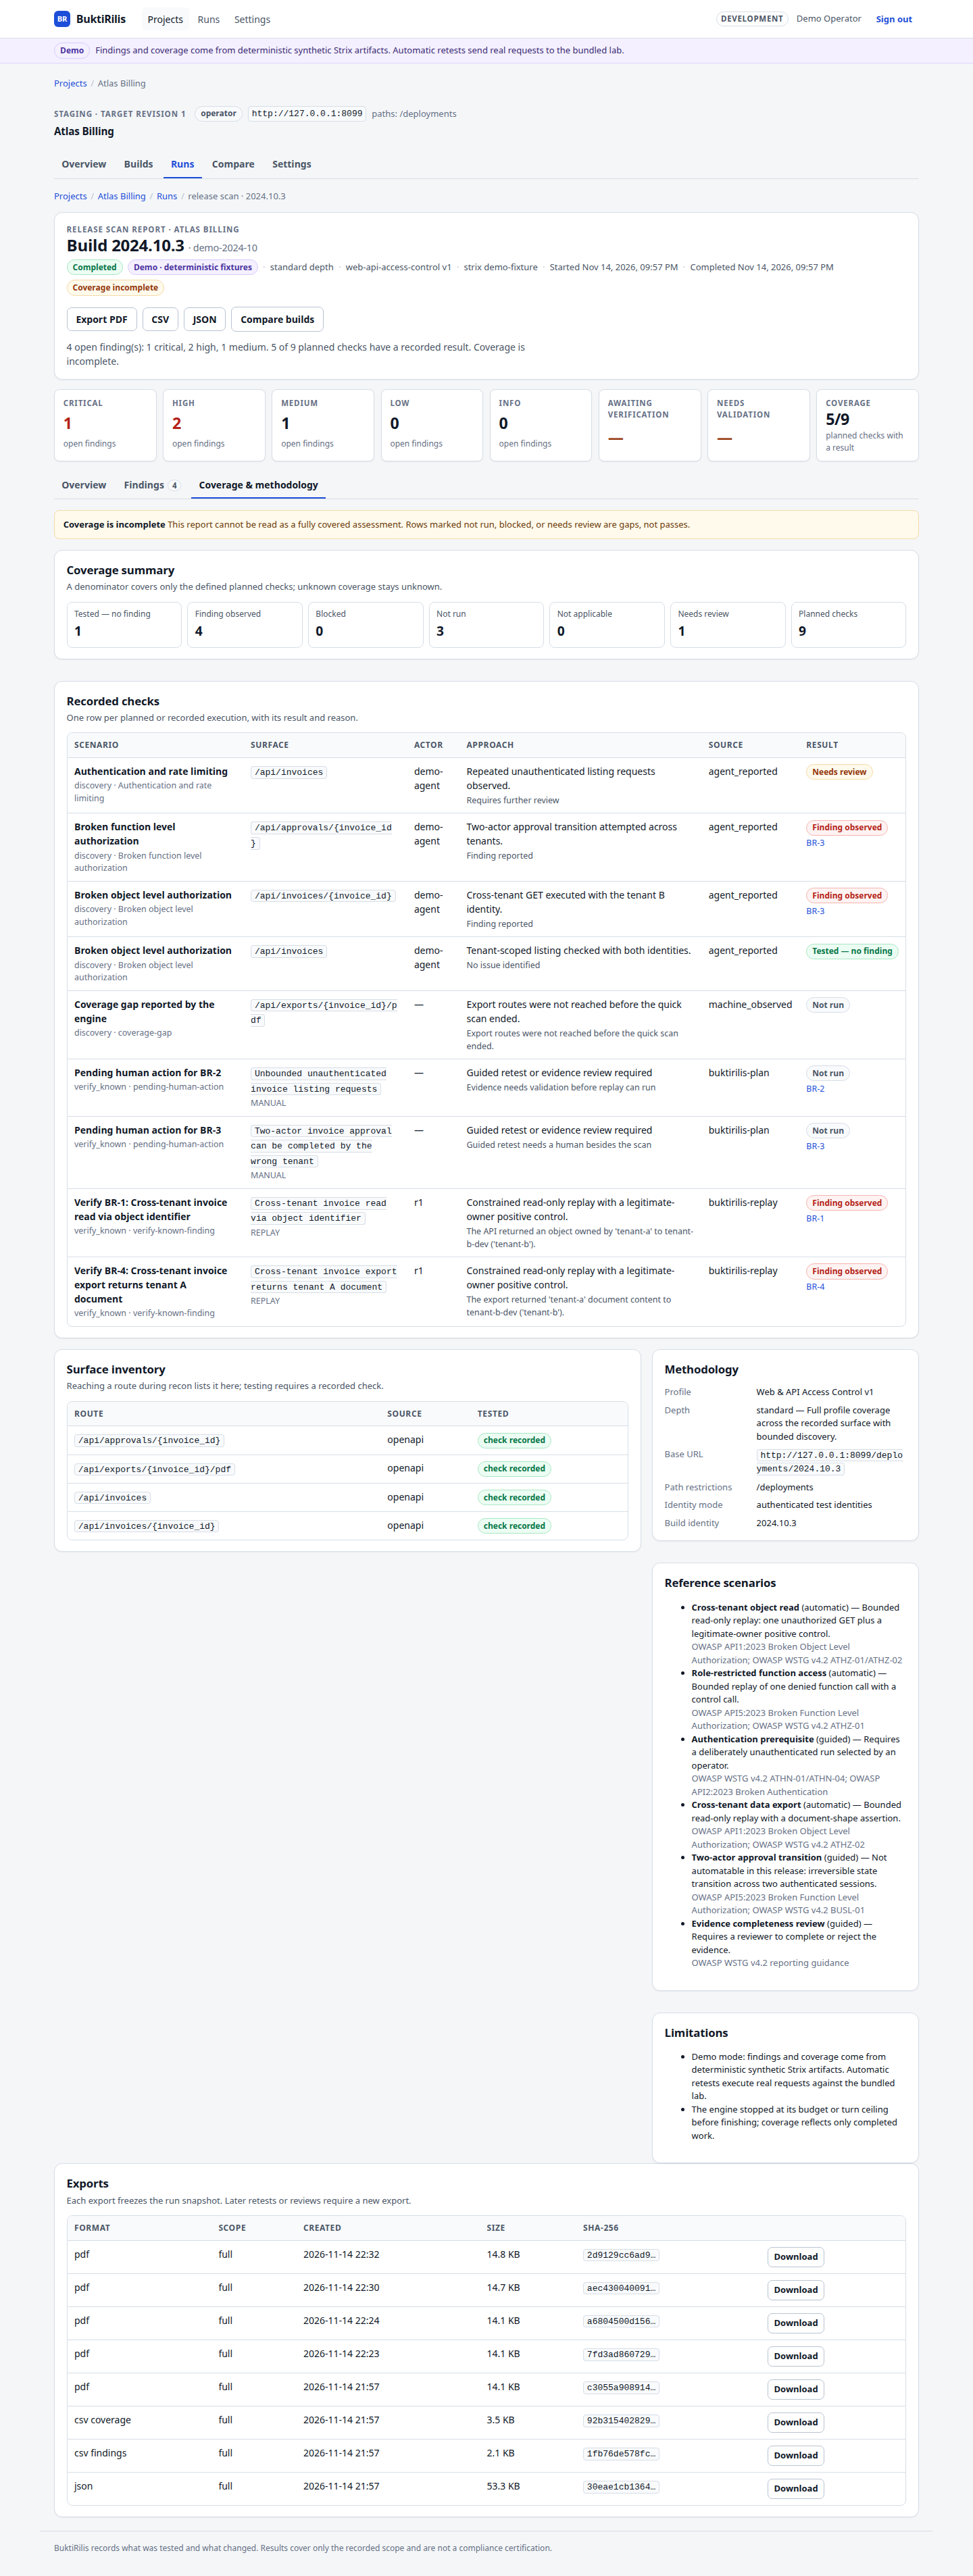 BR BuktiRilis Projects Runs Settings DEVELOPMENT Demo Operator Sign out
Demo Findings and coverage come from deterministic synthetic Strix artifacts. Automatic retests send real requests to the bundled lab.
Projects / Atlas Billing
STAGING · TARGET REVISION 1 operator http://127.0.0.1:8099 paths: /deployments
Atlas Billing
Overview Builds Runs Compare Settings
Projects / Atlas Billing / Runs / release scan · 2024.10.3
RELEASE SCAN REPORT · ATLAS BILLING
Build 2024.10.3 · demo-2024-10
Completed Demo · deterministic fixtures · standard depth · web-api-access-control v1 · strix demo-fixture · Started Nov 14, 2026, 09:57 PM · Completed Nov 14, 2026, 09:57 PM
Coverage incomplete
Export PDF CSV JSON Compare builds
4 open finding(s): 1 critical, 2 high, 1 medium. 5 of 9 planned checks have a recorded result. Coverage is
incomplete.
CRITICAL
1
open findings
HIGH
2
open findings
MEDIUM
1
open findings
LOW
0
open findings
INFO
0
open findings
AWAITING
VERIFICATION
—
NEEDS
VALIDATION
—
COVERAGE
5/9
planned checks with
a result
Overview Findings 4 Coverage & methodology
Coverage is incomplete This report cannot be read as a fully covered assessment. Rows marked not run, blocked, or needs review are gaps, not passes.
Coverage summary
A denominator covers only the defined planned checks; unknown coverage stays unknown.
Tested — no finding
1
Finding observed
4
Blocked
0
Not run
3
Not applicable
0
Needs review
1
Planned checks
9
Recorded checks
One row per planned or recorded execution, with its result and reason.
SCENARIO SURFACE ACTOR APPROACH SOURCE RESULT
Authentication and rate limiting
discovery · Authentication and rate
limiting
/api/invoices
demo-
agent
Repeated unauthenticated listing requests
observed.
Requires further review
agent_reported
Needs review
Broken function level
authorization
discovery · Broken function level
authorization
/api/approvals/{invoice_id
}
demo-
agent
Two-actor approval transition attempted across
tenants.
Finding reported
agent_reported
Finding observed
BR-3
Broken object level authorization
discovery · Broken object level
authorization
/api/invoices/{invoice_id}
demo-
agent
Cross-tenant GET executed with the tenant B
identity.
Finding reported
agent_reported
Finding observed
BR-3
Broken object level authorization
discovery · Broken object level
authorization
/api/invoices
demo-
agent
Tenant-scoped listing checked with both identities.
No issue identified
agent_reported
Tested — no finding
Coverage gap reported by the
engine
discovery · coverage-gap
/api/exports/{invoice_id}/p
df
—
Export routes were not reached before the quick
scan ended.
Export routes were not reached before the quick scan
ended.
machine_observed
Not run
Pending human action for BR-2
verify_known · pending-human-action
Unbounded unauthenticated
invoice listing requests
MANUAL
—
Guided retest or evidence review required
Evidence needs validation before replay can run
buktirilis-plan
Not run
BR-2
Pending human action for BR-3
verify_known · pending-human-action
Two-actor invoice approval
can be completed by the
wrong tenant
MANUAL
—
Guided retest or evidence review required
Guided retest needs a human besides the scan
buktirilis-plan
Not run
BR-3
Verify BR-1: Cross-tenant invoice
read via object identifier
verify_known · verify-known-finding
Cross-tenant invoice read
via object identifier
REPLAY
r1
Constrained read-only replay with a legitimate-
owner positive control.
The API returned an object owned by 'tenant-a' to tenant-
b-dev ('tenant-b').
buktirilis-replay
Finding observed
BR-1
Verify BR-4: Cross-tenant invoice
export returns tenant A
document
verify_known · verify-known-finding
Cross-tenant invoice export
returns tenant A document
REPLAY
r1
Constrained read-only replay with a legitimate-
owner positive control.
The export returned 'tenant-a' document content to
tenant-b-dev ('tenant-b').
buktirilis-replay
Finding observed
BR-4
Surface inventory
Reaching a route during recon lists it here; testing requires a recorded check.
ROUTE SOURCE TESTED
/api/approvals/{invoice_id} openapi check recorded
/api/exports/{invoice_id}/pdf openapi check recorded
/api/invoices openapi check recorded
/api/invoices/{invoice_id} openapi check recorded
Methodology
Profile Web & API Access Control v1
Depth standard — Full profile coverage
across the recorded surface with
bounded discovery.
Base URL http://127.0.0.1:8099/deplo
yments/2024.10.3
Path restrictions /deployments
Identity mode authenticated test identities
Build identity 2024.10.3
Reference scenarios
• Cross-tenant object read (automatic) — Bounded
read-only replay: one unauthorized GET plus a
legitimate-owner positive control.
OWASP API1:2023 Broken Object Level
Authorization; OWASP WSTG v4.2 ATHZ-01/ATHZ-02
• Role-restricted function access (automatic) —
Bounded replay of one denied function call with a
control call.
OWASP API5:2023 Broken Function Level
Authorization; OWASP WSTG v4.2 ATHZ-01
• Authentication prerequisite (guided) — Requires
a deliberately unauthenticated run selected by an
operator.
OWASP WSTG v4.2 ATHN-01/ATHN-04; OWASP
API2:2023 Broken Authentication
• Cross-tenant data export (automatic) — Bounded
read-only replay with a document-shape assertion.
OWASP API1:2023 Broken Object Level
Authorization; OWASP WSTG v4.2 ATHZ-02
• Two-actor approval transition (guided) — Not
automatable in this release: irreversible state
transition across two authenticated sessions.
OWASP API5:2023 Broken Function Level
Authorization; OWASP WSTG v4.2 BUSL-01
• Evidence completeness review (guided) —
Requires a reviewer to complete or reject the
evidence.
OWASP WSTG v4.2 reporting guidance
Limitations
• Demo mode: findings and coverage come from
deterministic synthetic Strix artifacts. Automatic
retests execute real requests against the bundled
lab.
• The engine stopped at its budget or turn ceiling
before finishing; coverage reflects only completed
work.
Exports
Each export freezes the run snapshot. Later retests or reviews require a new export.
FORMAT SCOPE CREATED SIZE SHA-256
pdf full 2026-11-14 22:32 14.8 KB 2d9129cc6ad9… Download
pdf full 2026-11-14 22:30 14.7 KB aec430040091… Download
pdf full 2026-11-14 22:24 14.1 KB a6804500d156… Download
pdf full 2026-11-14 22:23 14.1 KB 7fd3ad860729… Download
pdf full 2026-11-14 21:57 14.1 KB c3055a908914… Download
csv coverage full 2026-11-14 21:57 3.5 KB 92b315402829… Download
csv findings full 2026-11-14 21:57 2.1 KB 1fb76de578fc… Download
json full 2026-11-14 21:57 53.3 KB 30eae1cb1364… Download
BuktiRilis records what was tested and what changed. Results cover only the recorded scope and are not a compliance certification.